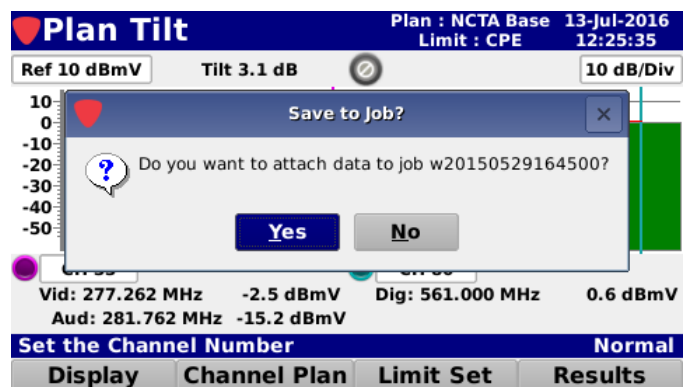 Plan Tilt
Plan : NCTA Base 13-Jul-2016
Limit : CPE 12:25:35
Ref 10 dBmV Tilt 3.1 dB 10 dB/Div
10
0
-10
-20
-30
-40
-50
Save to Job?
Do you want to attach data to job w20150529164500?
Yes No
Vid: 277.262 MHz -2.5 dBmV Dig: 561.000 MHz 0.6 dBmV
Aud: 281.762 MHz -15.2 dBmV
Set the Channel Number Normal
Display Channel Plan Limit Set Results